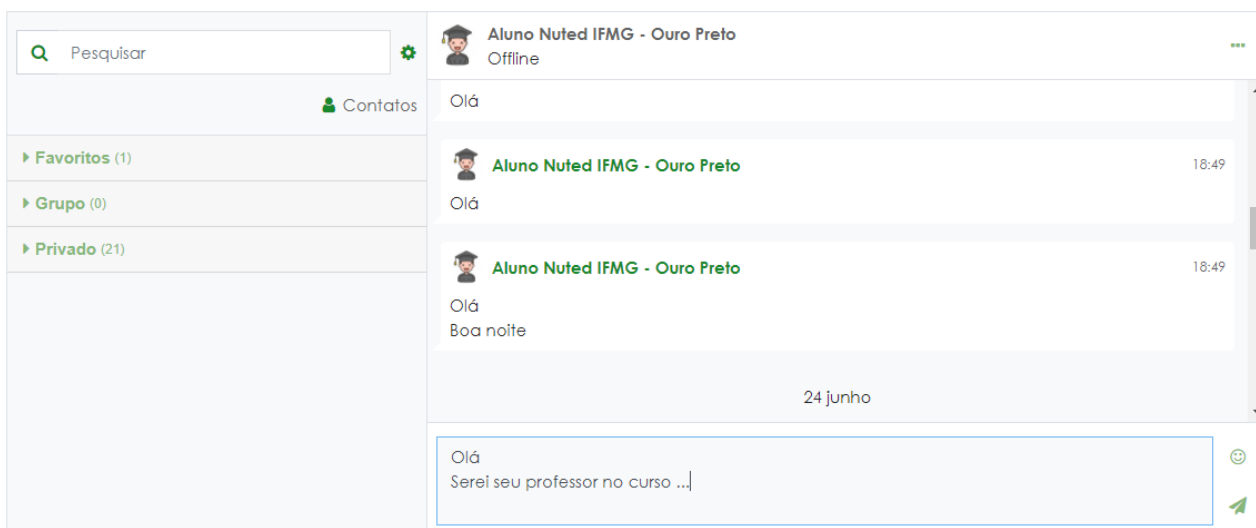 Pesquisar
Contatos
Favoritos (1)
Grupo (0)
Privado (21)
Aluno Nuted IFMG - Ouro Preto
Offline
Olá
Aluno Nuted IFMG - Ouro Preto 18:49
Olá
Aluno Nuted IFMG - Ouro Preto 18:49
Olá
Boa noite
24 junho
Olá
Serei seu professor no curso ...